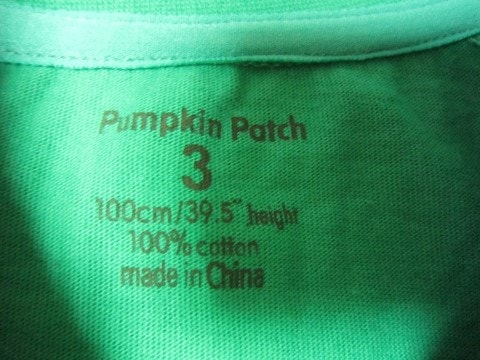 Pumpkin Patch
3
100cm/39.5" height
100% cotton
made in China